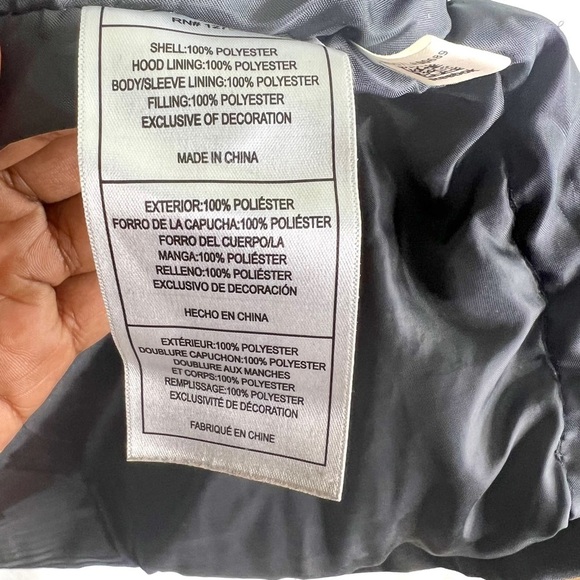 RN# 12
SHELL:100% POLYESTER
HOOD LINING:100% POLYESTER
BODY/SLEEVE LINING:100% POLYESTER
FILLING:100% POLYESTER
EXCLUSIVE OF DECORATION
MADE IN CHINA
EXTERIOR:100% POLIÉSTER
FORRO DE LA CAPUCHA:100% POLIÉSTER
FORRO DEL CUERPO/LA
MANGA:100% POLIÉSTER
RELLENO:100% POLIÉSTER
EXCLUSIVO DE DECORACIÓN
HECHO EN CHINA
EXTÉRIEUR:100% POLYESTER
DOUBLURE CAPUCHON:100% POLYESTER
DOUBLURE AUX MANCHES
ET CORPS:100% POLYESTER
REMPLISSAGE:100% POLYESTER
EXCLUSIVITÉ DE DÉCORATION
FABRIQUÉ EN CHINE